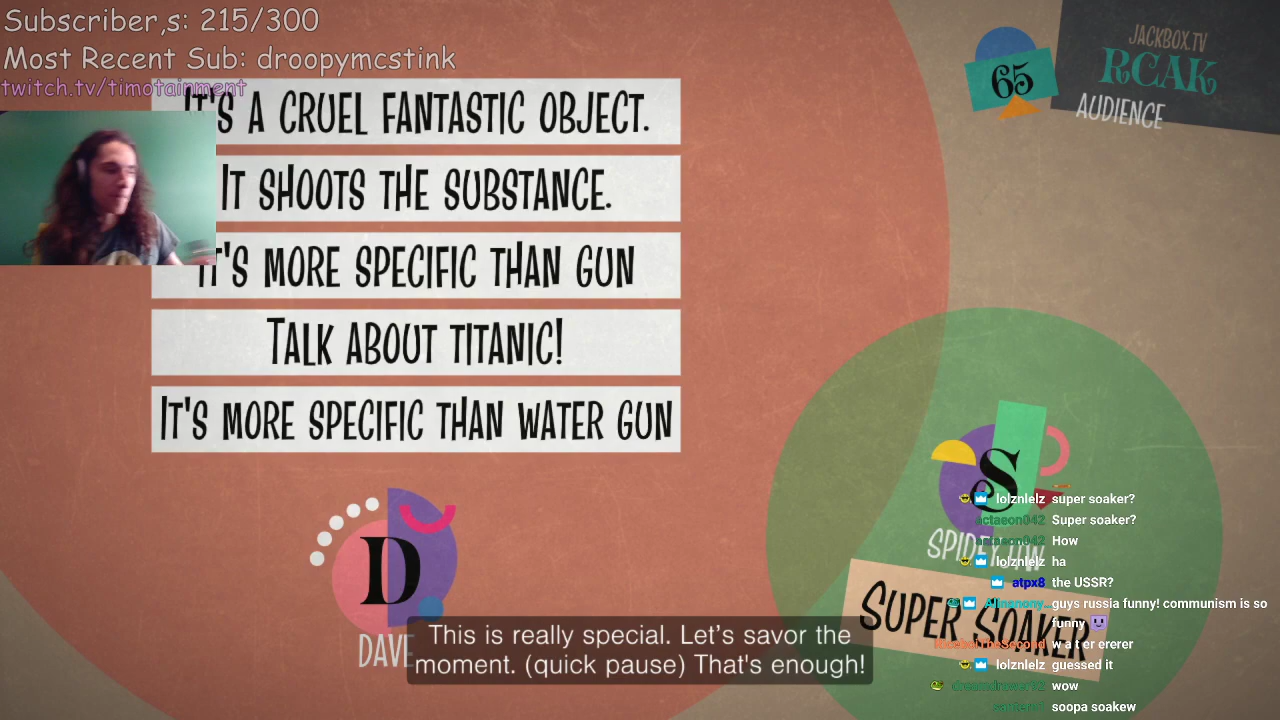 Subscriber,s: 215/300
Most Recent Sub: droopymcstink
twitch.tv/timotainment
IT'S A CRUEL FANTASTIC OBJECT.
IT SHOOTS THE SUBSTANCE.
IT'S MORE SPECIFIC THAN GUN
TALK ABOUT TITANIC!
IT'S MORE SPECIFIC THAN WATER GUN
65
JACKBOX.TV
RCAK
AUDIENCE
D
DAVE
S
SUPER SOAKER
This is really special. Let's savor the
moment. (quick pause) That's enough!
lolznlelz super soaker?
actaeon042 Super soaker?
actaeon042 How
lolznlelz ha
atpx8 the USSR?
guys russia funny! communism is so
funny
w a t er ererer
lolznlelz guessed it
wow
soopa soakew